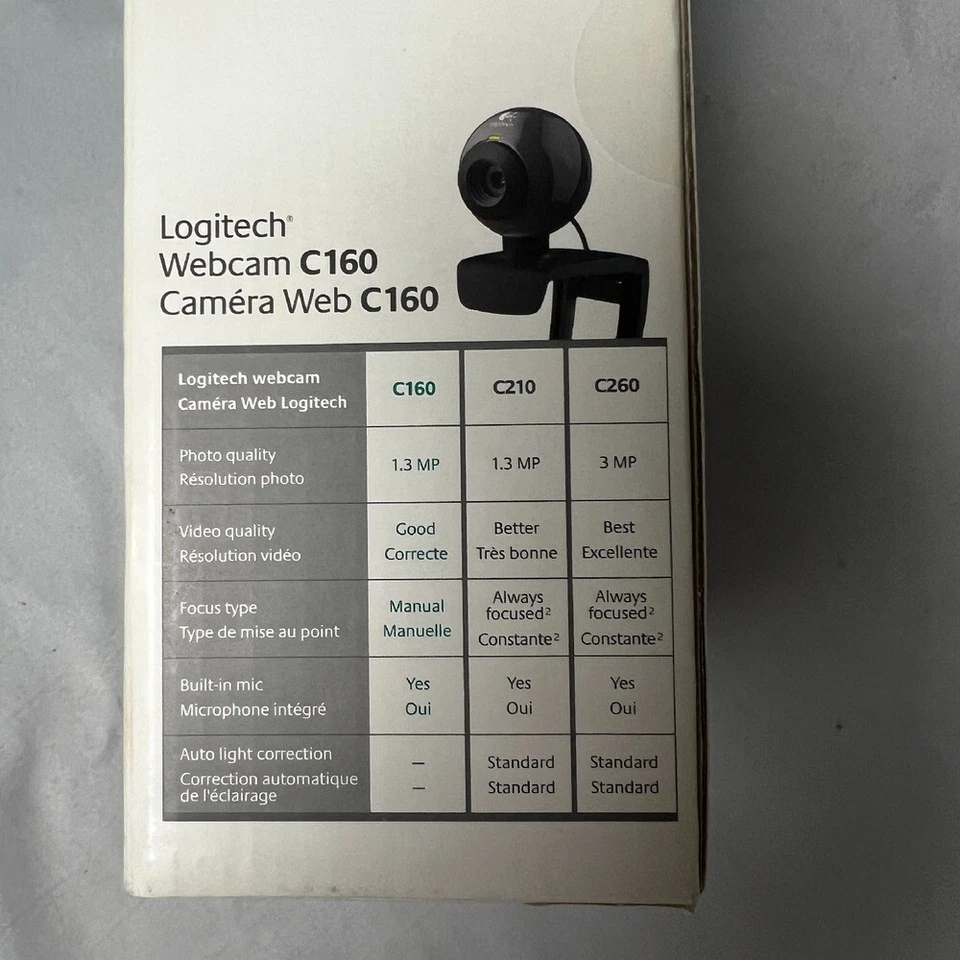 Logitech®
Webcam C160
Caméra Web C160
Logitech webcam
Caméra Web Logitech
C160
C210
C260
Photo quality
Résolution photo
1.3 MP
1.3 MP
3 MP
Video quality
Résolution vidéo
Good
Correcte
Better
Très bonne
Best
Excellente
Focus type
Type de mise au point
Manual
Manuelle
Always
focused²
Constante²
Always
focused²
Constante²
Built-in mic
Microphone intégré
Yes
Oui
Yes
Oui
Yes
Oui
Auto light correction
Correction automatique
de l'éclairage
–
–
Standard
Standard
Standard
Standard